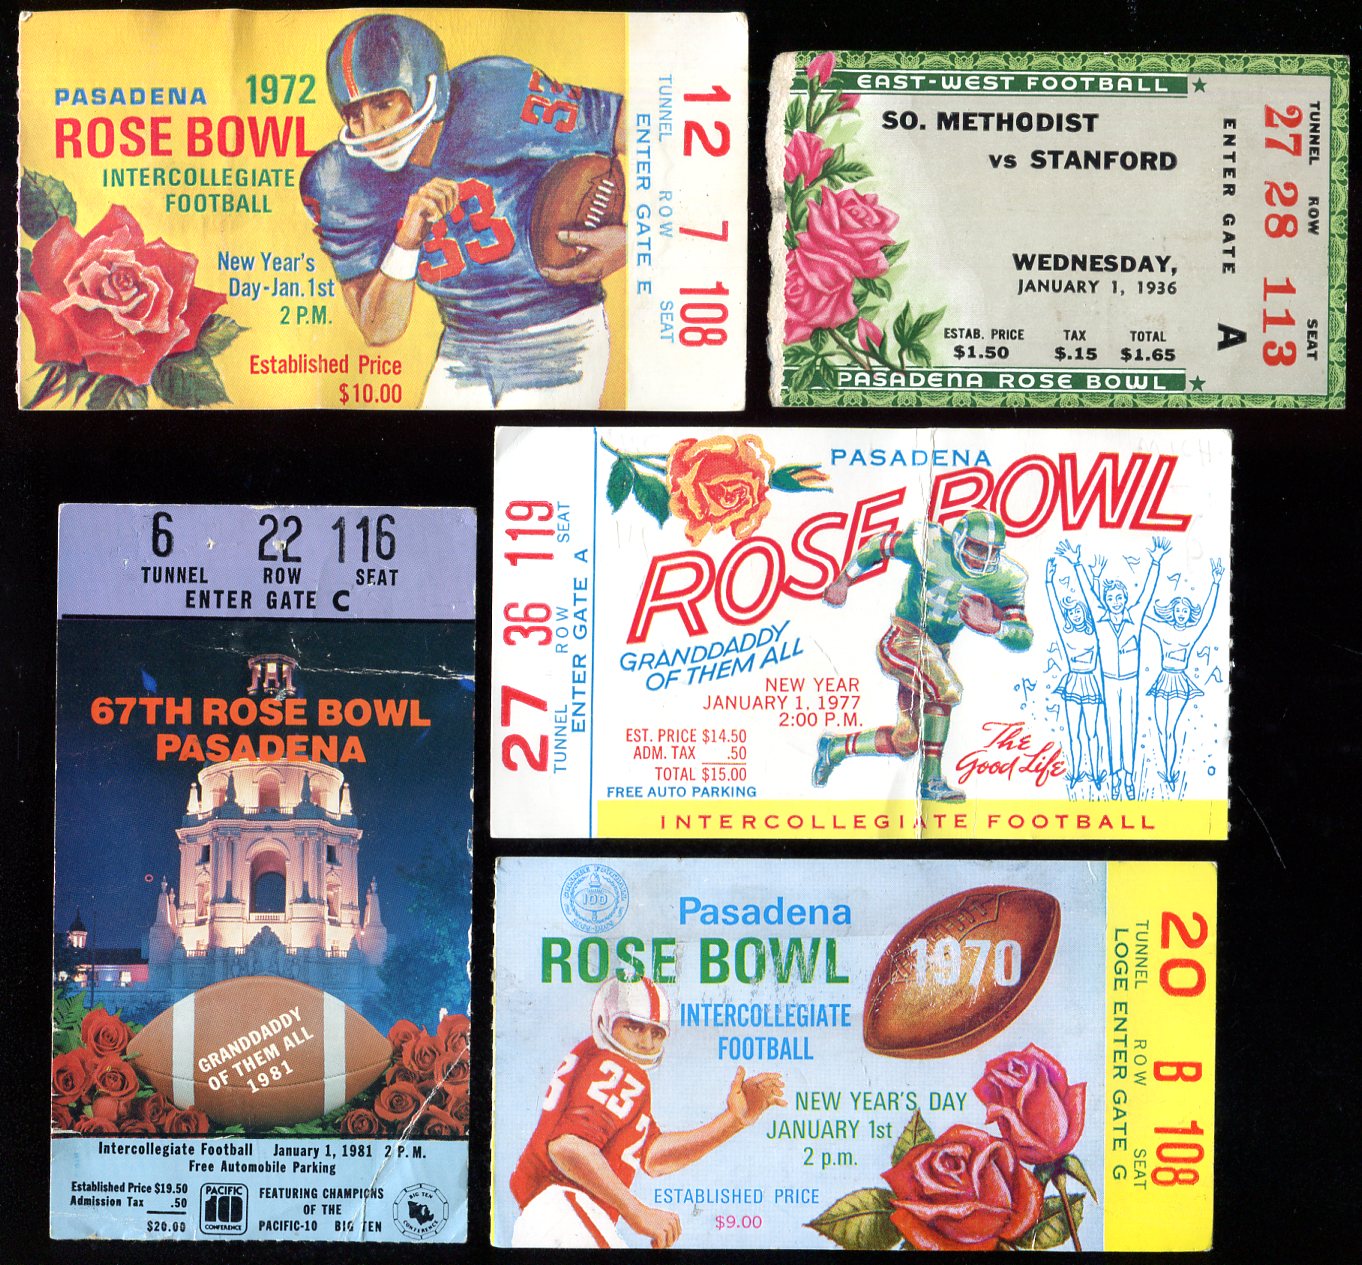 PASADENA 1972
ROSE BOWL
INTERCOLLEGIATE
FOOTBALL
New Year's
Day-Jan. 1st
2 P.M.
Established Price
$10.00
33
33
TUNNEL ROW SEAT
ENTER GATE E
12 7 108
EAST-WEST FOOTBALL
SO. METHODIST
VS STANFORD
WEDNESDAY,
JANUARY 1, 1936
ESTAB. PRICE TAX TOTAL
$1.50 $.15 $1.65
PASADENA ROSE BOWL
ENTER GATE A
27 28 113
TUNNEL ROW SEAT
6 22 116
TUNNEL ROW SEAT
ENTER GATE C
67TH ROSE BOWL
PASADENA
GRANDDADDY
OF THEM ALL
1981
Intercollegiate Football January 1, 1981 2 P.M.
Free Automobile Parking
Established Price $19.50
Admission Tax .50
$20.00
PACIFIC
10
CONFERENCE
FEATURING CHAMPIONS
OF THE
PACIFIC-10 BIG TEN
BIG TEN
CONFERENCE
27 36 119
TUNNEL ROW SEAT
ENTER GATE A
PASADENA
ROSE BOWL
GRANDDADDY
OF THEM ALL
NEW YEAR
JANUARY 1, 1977
2:00 P.M.
EST. PRICE $14.50
ADM. TAX .50
TOTAL $15.00
FREE AUTO PARKING
4
The
Good Life
INTERCOLLEGIATE FOOTBALL
100
Pasadena
ROSE BOWL
1970
INTERCOLLEGIATE
FOOTBALL
23
NEW YEAR'S DAY
JANUARY 1st
2 p.m.
ESTABLISHED PRICE
$9.00
TUNNEL ROW SEAT
LOGE ENTER GATE G
20 B 108